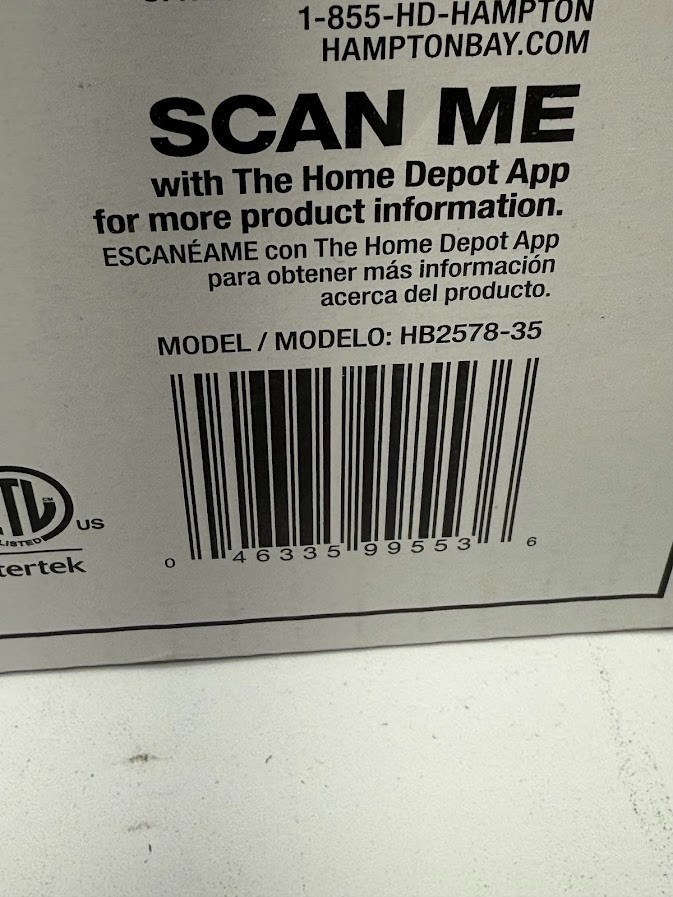 1-855-HD-HAMPTON
HAMPTONBAY.COM
SCAN ME
with The Home Depot App
for more product information.
ESCANÉAME con The Home Depot App
para obtener más información
acerca del producto.
MODEL / MODELO: HB2578-35
CM
US
LISTED
0 46335 99553 6